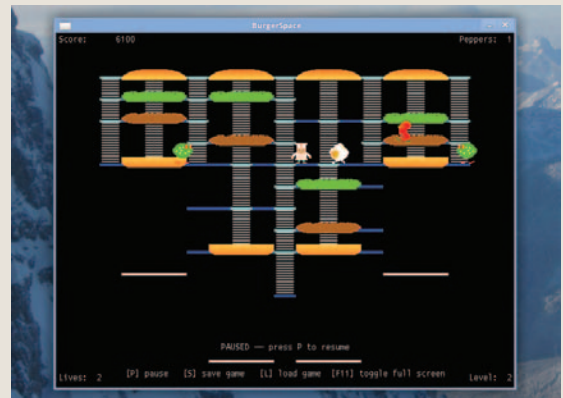 BurgerSpace
Score: 6100 Peppers: 1
PAUSED -- press P to resume
[P] pause [S] save game [L] load game [F11] toggle full screen
Lives: 2 Level: 2